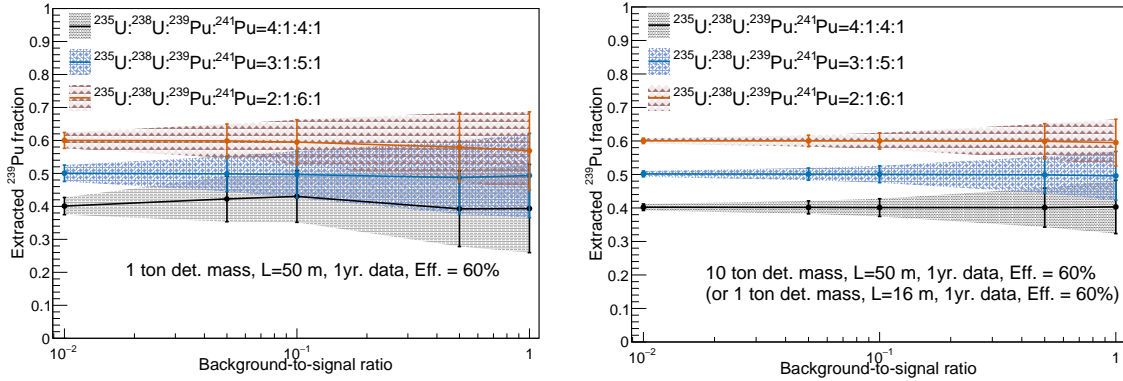 1
0.9
0.8
0.7
0.6
0.5
0.4
0.3
0.2
0.1
0
Extracted ²³⁹Pu fraction
²³⁵U:²³⁸U:²³⁹Pu:²⁴¹Pu=4:1:4:1
²³⁵U:²³⁸U:²³⁹Pu:²⁴¹Pu=3:1:5:1
²³⁵U:²³⁸U:²³⁹Pu:²⁴¹Pu=2:1:6:1
1 ton det. mass, L=50 m, 1yr. data, Eff. = 60%
10⁻² 10⁻¹ 1
Background-to-signal ratio
1
0.9
0.8
0.7
0.6
0.5
0.4
0.3
0.2
0.1
0
Extracted ²³⁹Pu fraction
²³⁵U:²³⁸U:²³⁹Pu:²⁴¹Pu=4:1:4:1
²³⁵U:²³⁸U:²³⁹Pu:²⁴¹Pu=3:1:5:1
²³⁵U:²³⁸U:²³⁹Pu:²⁴¹Pu=2:1:6:1
10 ton det. mass, L=50 m, 1yr. data, Eff. = 60%
(or 1 ton det. mass, L=16 m, 1yr. data, Eff. = 60%)
10⁻² 10⁻¹ 1
Background-to-signal ratio